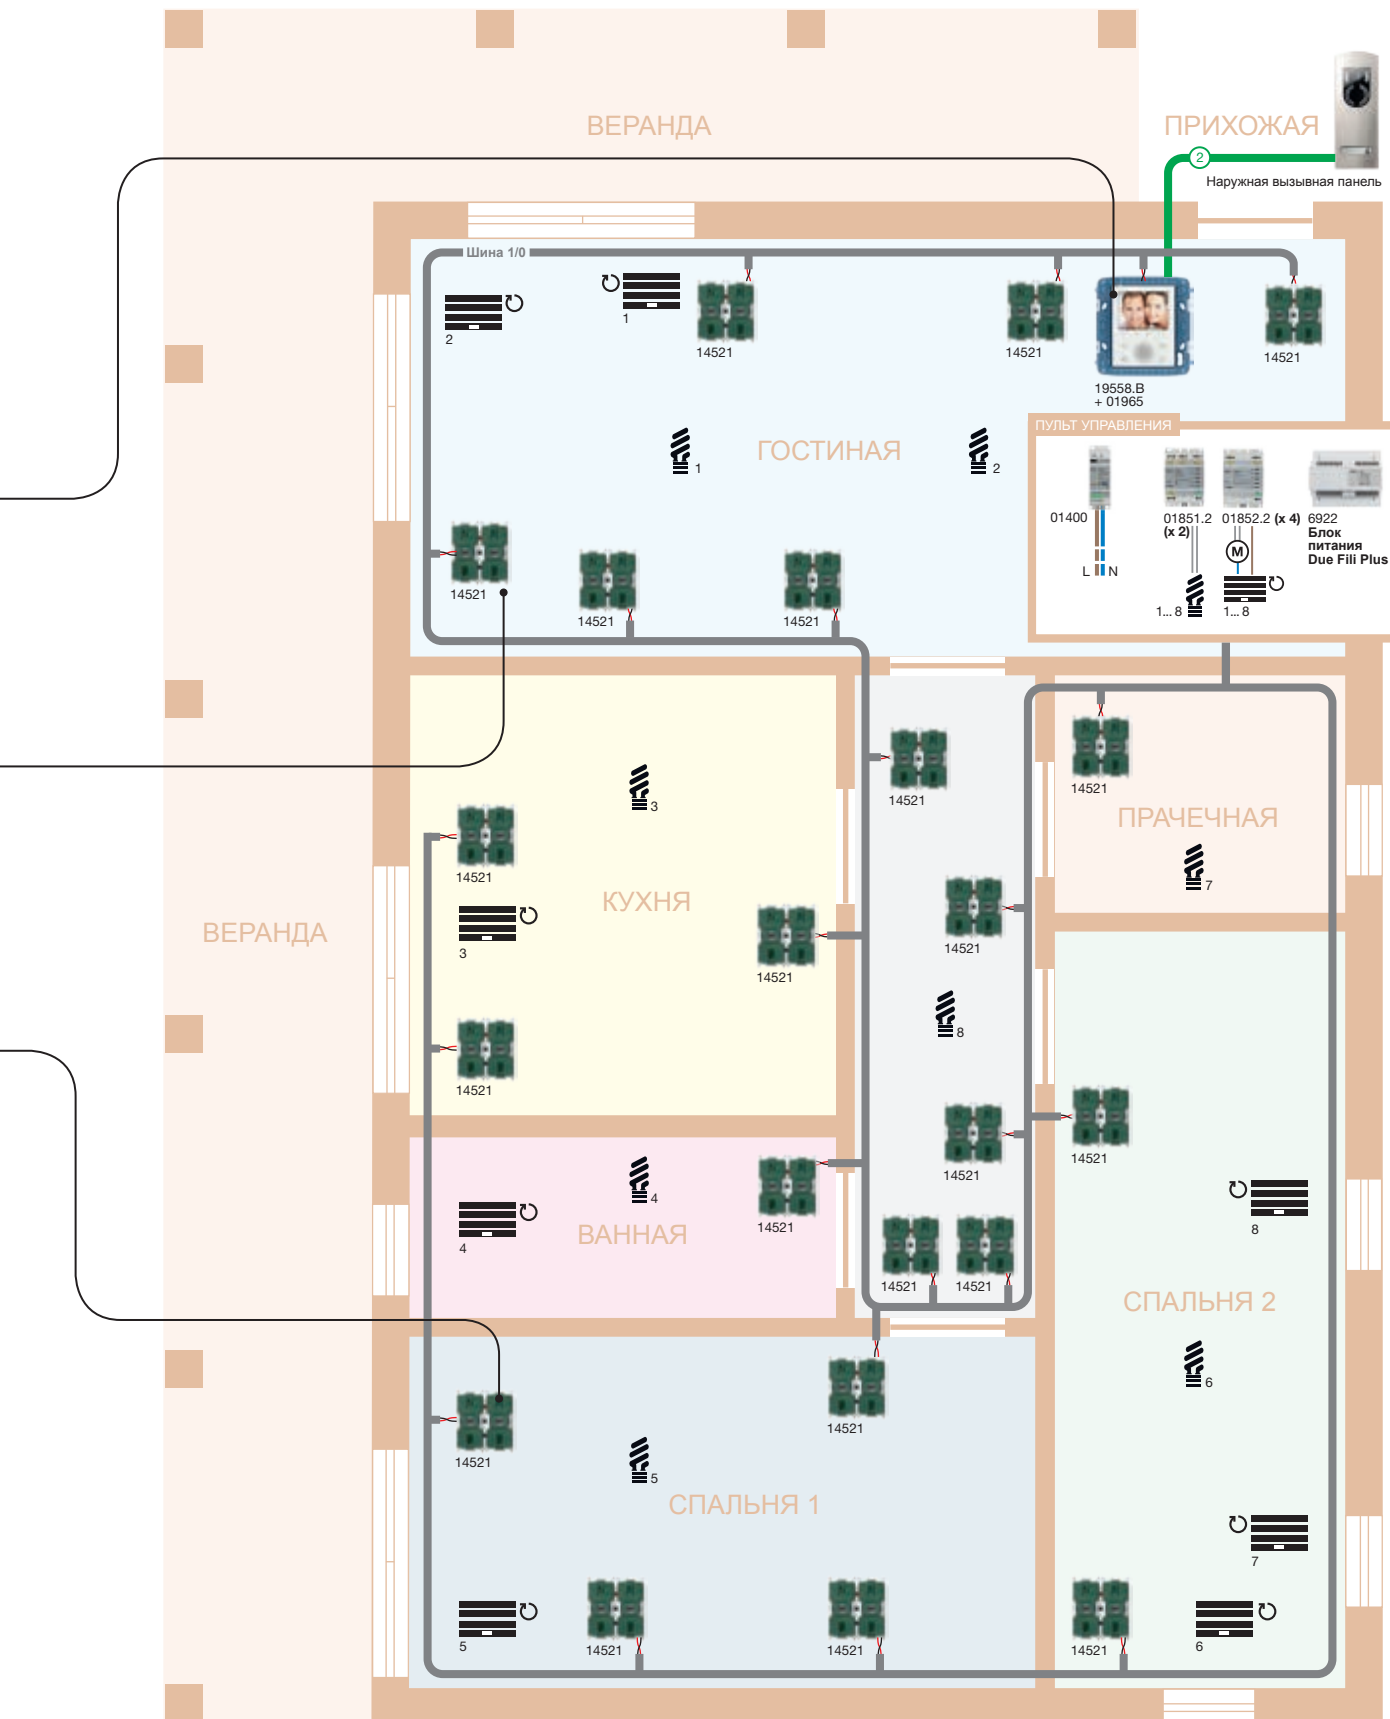 ВЕРАНДА
ПРИХОЖАЯ
2
Наружная вызывная панель
Шина 1/0
2
1
14521
14521
14521
19558.B
+ 01965
ПУЛЬТ УПРАВЛЕНИЯ
ГОСТИНАЯ
1
2
01400
L N
01851.2
(x 2)
1... 8
01852.2 (x 4)
M
1... 8
6922
Блок
питания
Due Fili Plus
14521
14521
14521
14521
14521
3
ПРАЧЕЧНАЯ
7
14521
КУХНЯ
ВЕРАНДА
3
14521
14521
8
14521
14521
14521
4
4
ВАННАЯ
14521
8
14521
14521
СПАЛЬНЯ 2
6
14521
14521
5
СПАЛЬНЯ 1
7
5
14521
14521
14521
6